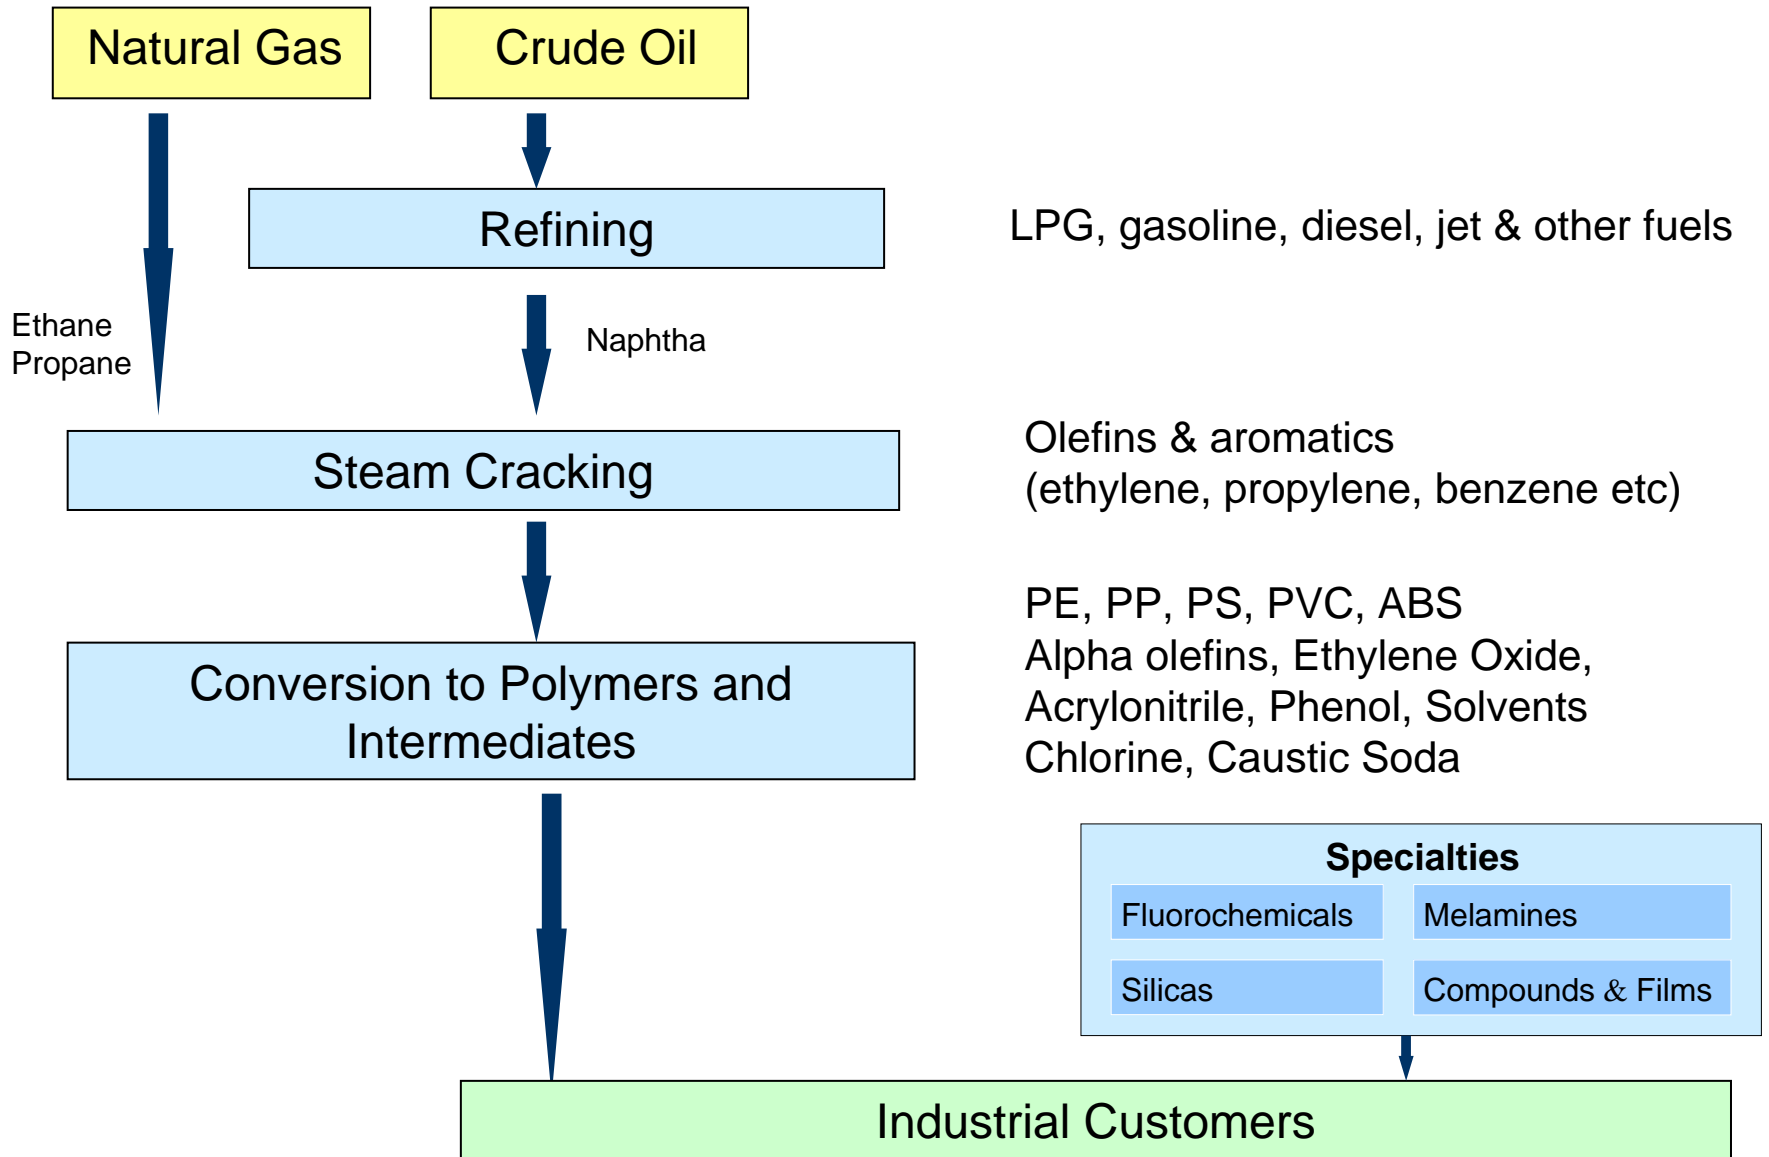 Natural Gas
Crude Oil
Refining
LPG, gasoline, diesel, jet & other fuels
Ethane
Propane
Naphtha
Steam Cracking
Olefins & aromatics
(ethylene, propylene, benzene etc)
Conversion to Polymers and
Intermediates
PE, PP, PS, PVC, ABS
Alpha olefins, Ethylene Oxide,
Acrylonitrile, Phenol, Solvents
Chlorine, Caustic Soda
Specialties
Fluorochemicals
Melamines
Silicas
Compounds & Films
Industrial Customers